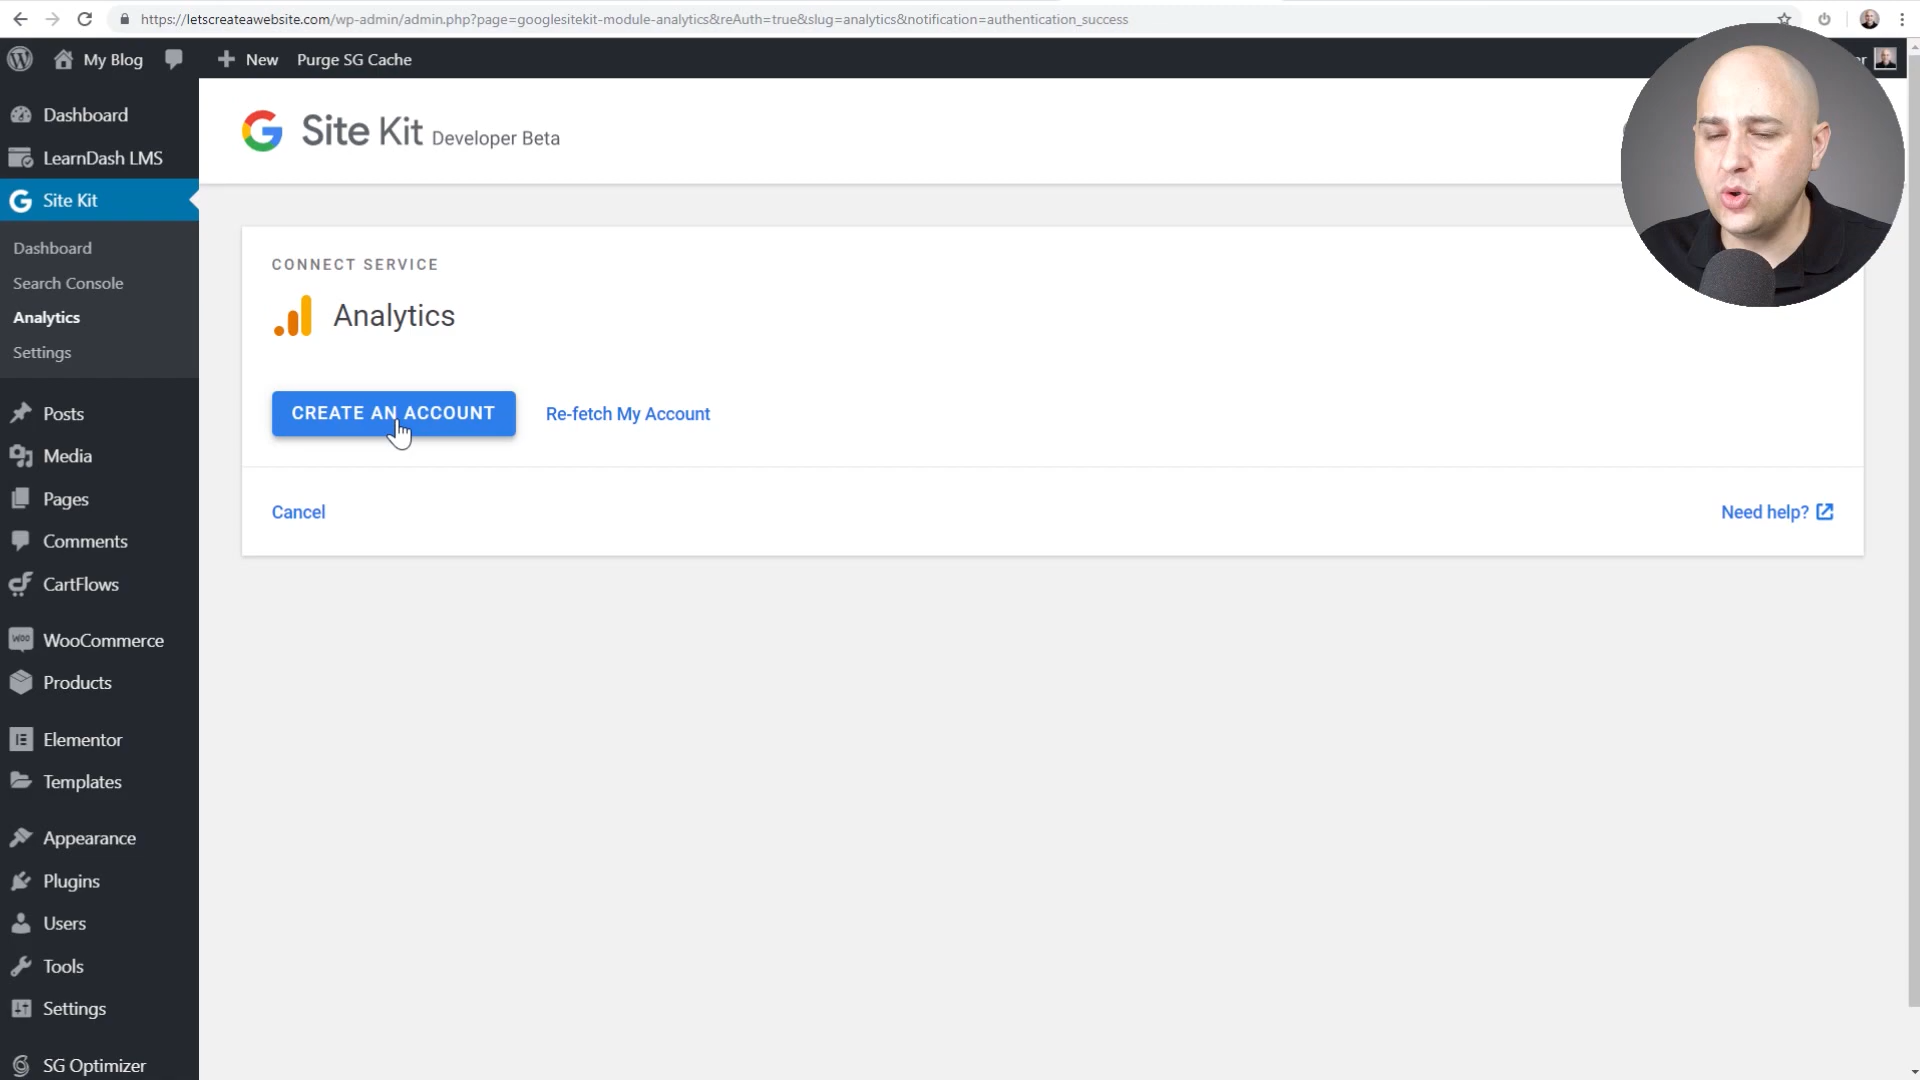 https://letscreateawebsite.com/wp-admin/admin.php?page=googlesitekit-module-analytics&reAuth=true&slug=analytics&notification=authentication_success
My Blog
New
Purge SG Cache
Dashboard
LearnDash LMS
Site Kit
Dashboard
Search Console
Analytics
Settings
Posts
Media
Pages
Comments
CartFlows
WooCommerce
Products
Elementor
Templates
Appearance
Plugins
Users
Tools
Settings
SG Optimizer
Site Kit Developer Beta
CONNECT SERVICE
Analytics
CREATE AN ACCOUNT
Re-fetch My Account
Cancel
Need help?